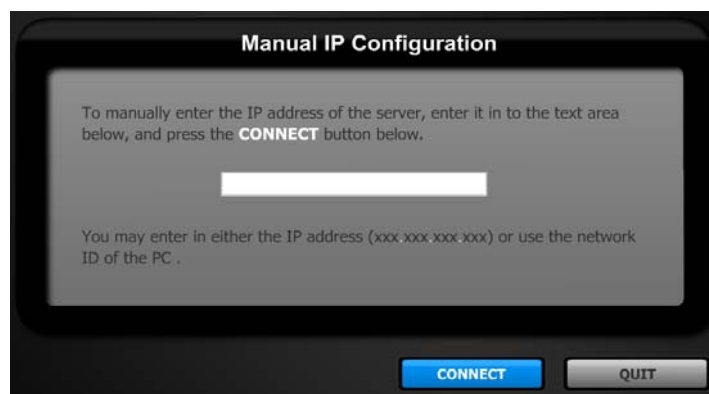 Manual IP Configuration
To manually enter the IP address of the server, enter it in to the text area
below, and press the CONNECT button below.
You may enter in either the IP address (xxx.xxx.xxx.xxx) or use the network
ID of the PC .
CONNECT
QUIT